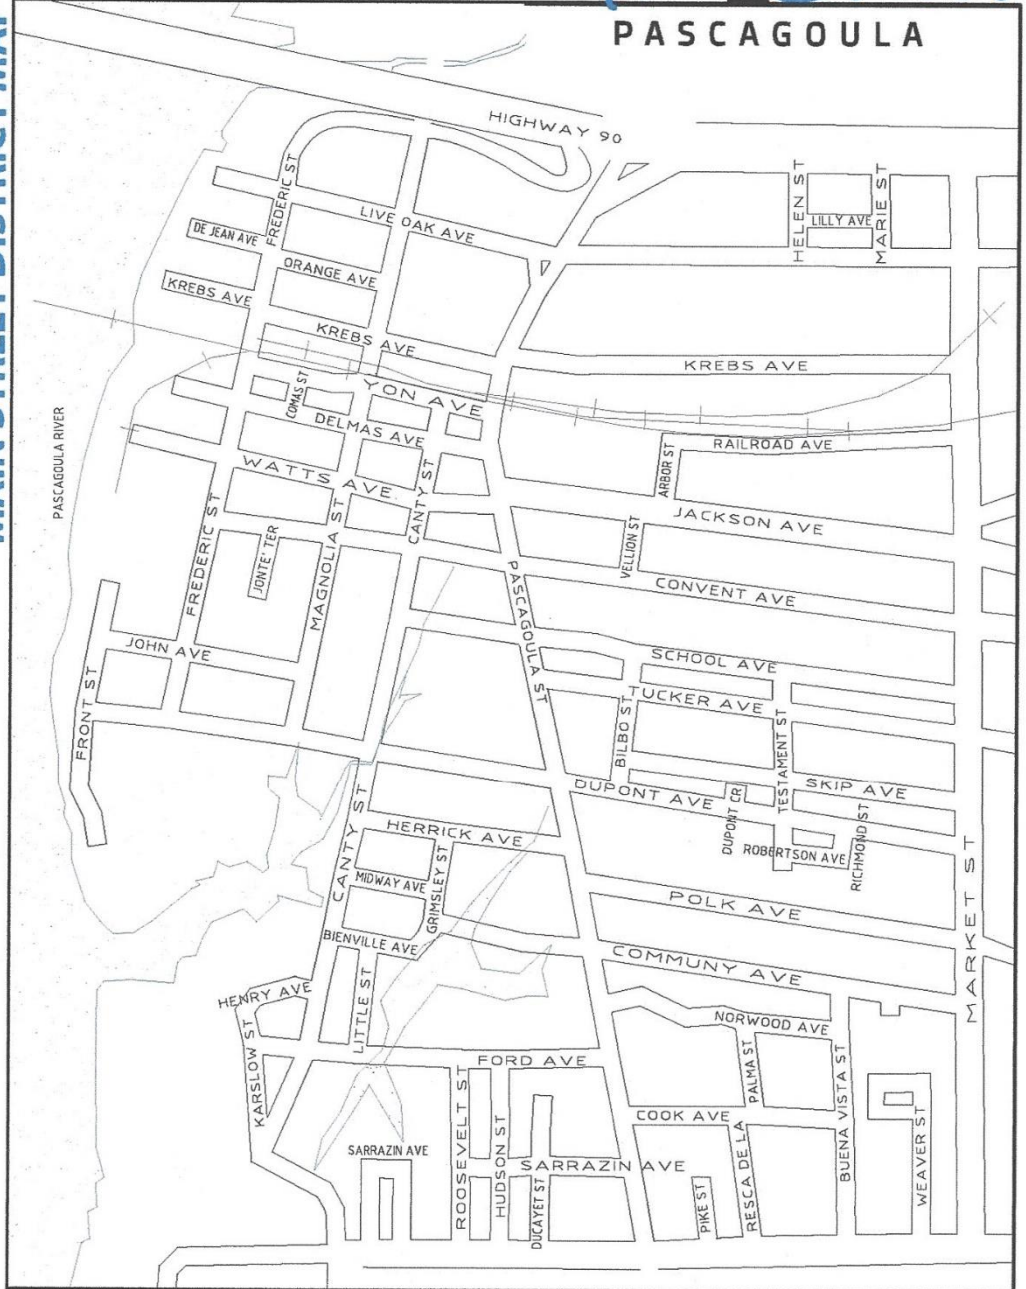 PASCAGOULA
MAIN STREET DISTRICT MAP
HIGHWAY 90
FREDERIC ST
LIVE OAK AVE
HELEN ST
MARIE ST
LILLY AVE
DE JEAN AVE
ORANGE AVE
KREBS AVE
KREBS AVE
KREBS AVE
COMAS ST
YON AVE
DELMAS AVE
RAILROAD AVE
PASCAGOULA RIVER
WATTS AVE
CANTY ST
ARBOR ST
JACKSON AVE
FREDERIC ST
JONTE' TER
MAGNOLIA ST
VELLION ST
CONVENT AVE
PASCAGOULA ST
JOHN AVE
SCHOOL AVE
FRONT ST
TUCKER AVE
BILBO ST
TESTAMENT ST
DUPONT AVE
SKIP AVE
DUPONT CR
ROBERTSON AVE
RICHMOND ST
CANTY ST
HERRICK AVE
MIDWAY AVE
GRIMSLEY ST
POLK AVE
MARKET ST
BIENVILLE AVE
COMMUNY AVE
HENRY AVE
LITTLE ST
NORWOOD AVE
KARSLOW ST
FORD AVE
PALMA ST
BUENA VISTA ST
COOK AVE
ROOSEVELT ST
HUDSON ST
SARRAZIN AVE
SARRAZIN AVE
DUCAYET ST
PIKE ST
RESCA DE LA
WEAVER ST